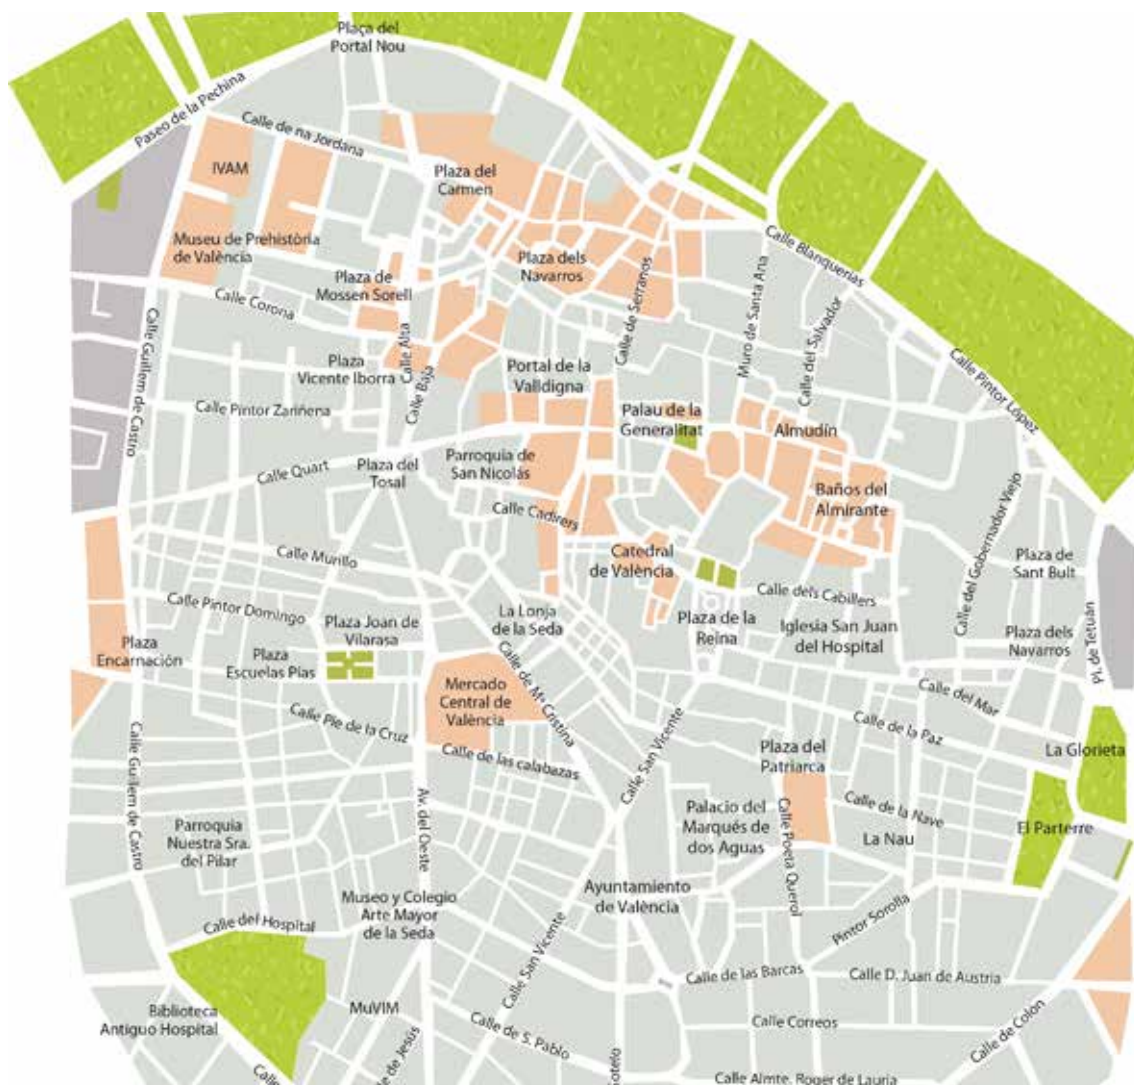 Plaça del
Portal Nou
Paseo de la Pechina
Calle de na Jordana
IVAM
Plaza del
Carmen
Museu de Prehistòria
de València
Plaza dels
Navarros
Calle Blanquerias
Plaza de
Mossen Sorell
Calle Corona
Calle de Serranos
Muro de Santa Ana
Calle del Salvador
Calle Guillem de Castro
Calle Alta
Calle Baja
Plaza
Vicente Iborra
Portal de la
Valldigna
Calle Pintor López
Calle Pintor Zariñena
Palau de la
Generalitat
Almudín
Calle Quart
Plaza del
Tosal
Parroquia de
San Nicolás
Baños del
Almirante
Calle Cadirers
Calle del Gobernador Viejo
Calle Murillo
Catedral
de València
Plaza de
Sant Bult
Calle Pintor Domingo
Calle dels Cabillers
Plaza Joan de
Vilarasa
La Lonja
de la Seda
Plaza de la
Reina
Iglesia San Juan
del Hospital
Plaza dels
Navarros
Pl. de Tetuán
Plaza
Encarnación
Plaza
Escuelas Pias
Mercado
Central de
València
Calle de Mª Cristina
Calle del Mar
Calle Pie de la Cruz
Calle de la Paz
Calle de las calabazas
Calle San Vicente
Plaza del
Patriarca
La Glorieta
Calle Guillem de Castro
Av. del Oeste
Palacio del
Marqués de
dos Aguas
Calle Poeta Querol
Calle de la Nave
La Nau
El Parterre
Parroquia
Nuestra Sra.
del Pilar
Museo y Colegio
Arte Mayor
de la Seda
Ayuntamiento
de València
Pintor Sorolla
Calle del Hospital
Calle San Vicente
Calle de las Barcas
Calle D. Juan de Austria
Biblioteca
Antiguo Hospital
MuVIM
Calle de S. Pablo
Calle Correos
Calle de Colón
Calle
le de Jesús
otelo
Calle Almte. Roger de Lauria